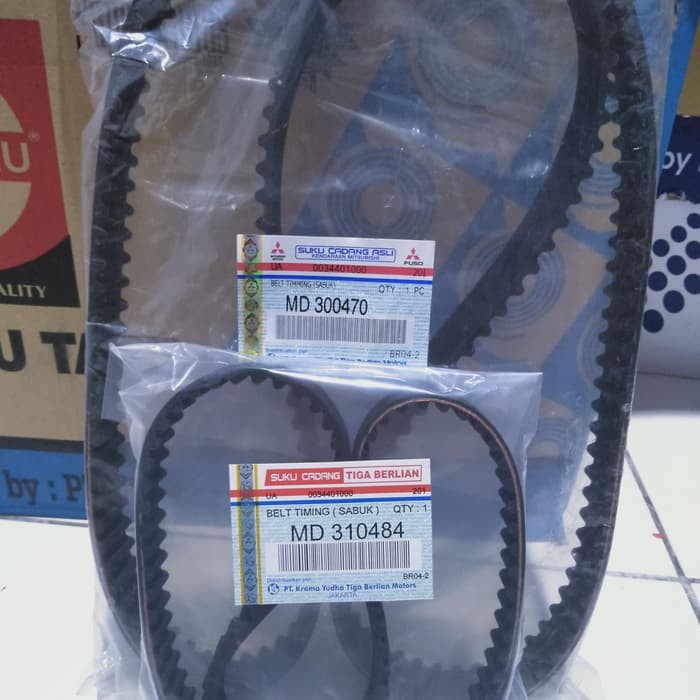 U®
ALITY
U TA
by : P
by
SUKU CADANG ASLI
KENDARAAN MITSUBISHI
FUSO
UA 0034401000 201
BELT TIMMING (SABUK) QTY : 1 PC
MD 300470
BR04-2
SUKU CADANG TIGA BERLIAN
UA 0034401000 201
BELT TIMING ( SABUK ) QTY : 1
MD 310484
BR04-2
PT. Krama Yudha Tiga Berlian Motors
JAKARTA